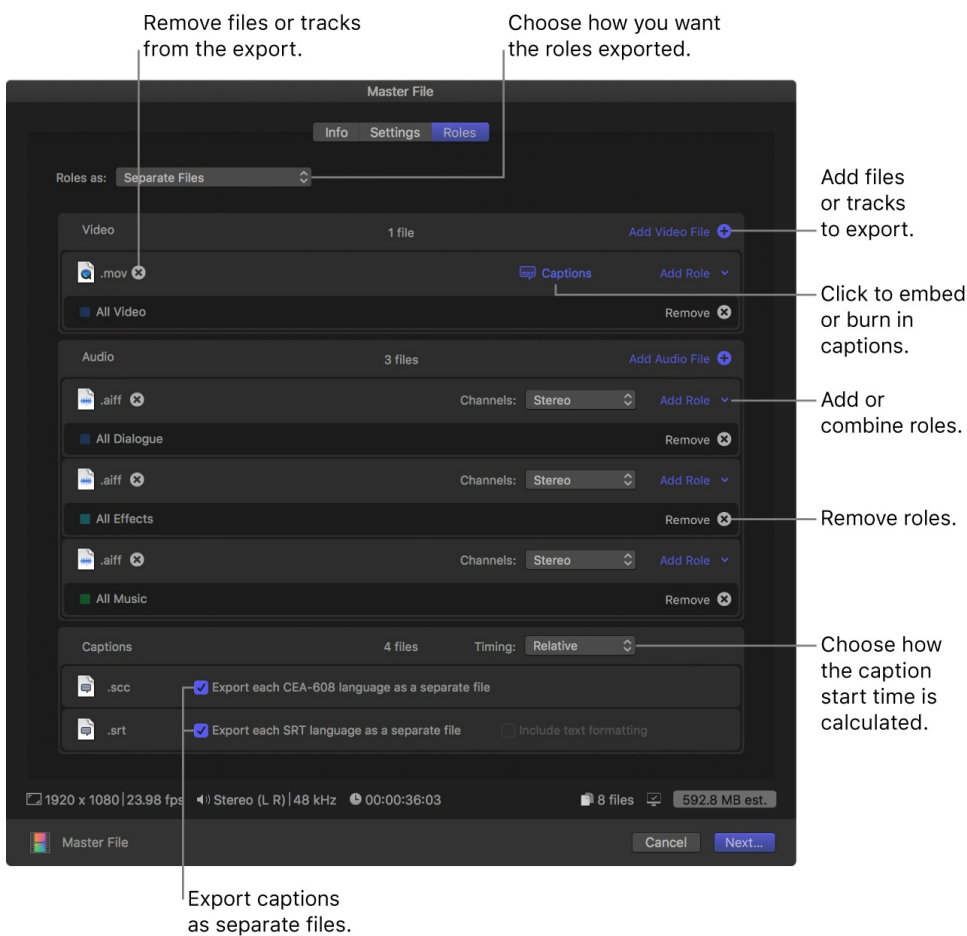 Remove files or tracks
from the export.
Choose how you want
the roles exported.
Master File
Info Settings Roles
Roles as: Separate Files
Add files
or tracks
to export.
Video 1 file Add Video File
.mov Captions Add Role
Click to embed
or burn in
captions.
All Video Remove
Audio 3 files Add Audio File
.aiff Channels: Stereo Add Role
Add or
combine roles.
All Dialogue Remove
.aiff Channels: Stereo Add Role
All Effects Remove
Remove roles.
.aiff Channels: Stereo Add Role
All Music Remove
Captions 4 files Timing: Relative
Choose how
the caption
start time is
calculated.
.scc Export each CEA-608 language as a separate file
.srt Export each SRT language as a separate file Include text formatting
1920 x 1080 | 23.98 fps Stereo (L R) | 48 kHz 00:00:36:03 8 files 592.8 MB est.
Master File Cancel Next...
Export captions
as separate files.